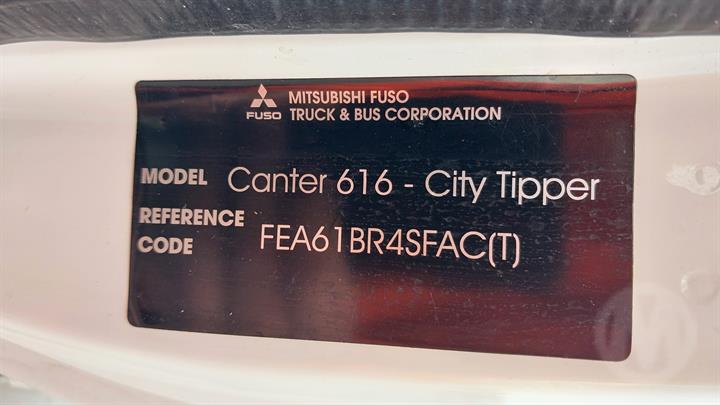 MITSUBISHI FUSO
FUSO TRUCK & BUS CORPORATION
MODEL Canter 616 - City Tipper
REFERENCE CODE FEA61BR4SFAC(T)